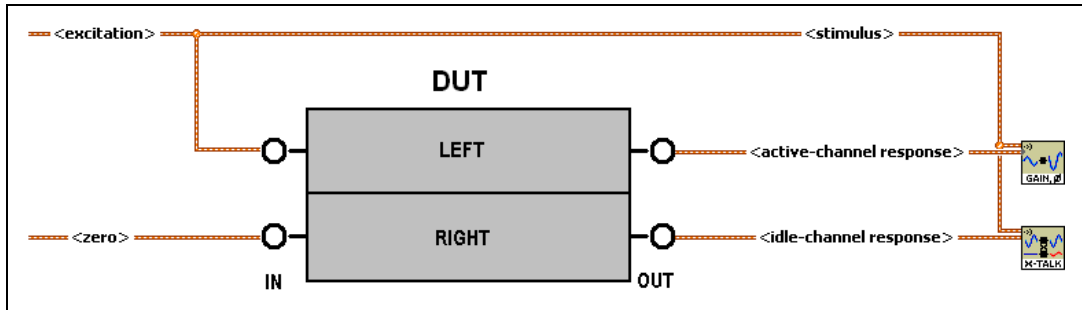 <excitation> <stimulus>
DUT
LEFT <active-channel response>
GAIN, ø
<zero> RIGHT <idle-channel response>
X-TALK
IN OUT